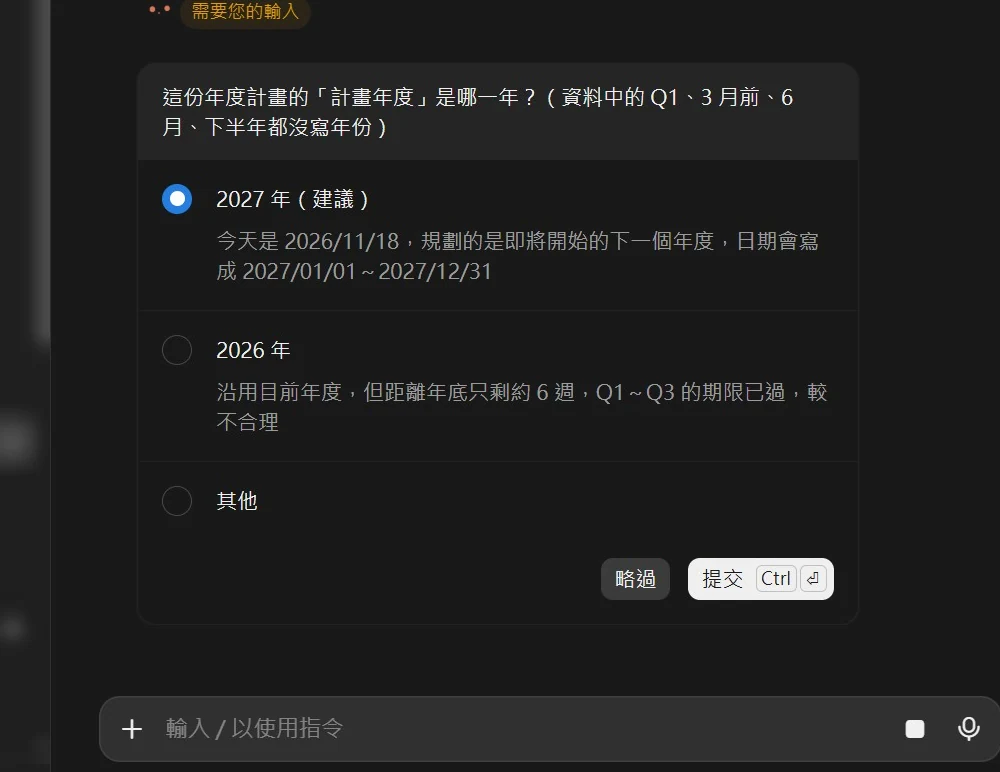 需要您的輸入
這份年度計畫的「計畫年度」是哪一年？（資料中的 Q1、3 月前、6
月、下半年都沒寫年份）
2027 年（建議）
今天是 2026/11/18，規劃的是即將開始的下一個年度，日期會寫
成 2027/01/01～2027/12/31
2026 年
沿用目前年度，但距離年底只剩約 6 週，Q1～Q3 的期限已過，較
不合理
其他
略過
提交 Ctrl ⏎
輸入 / 以使用指令